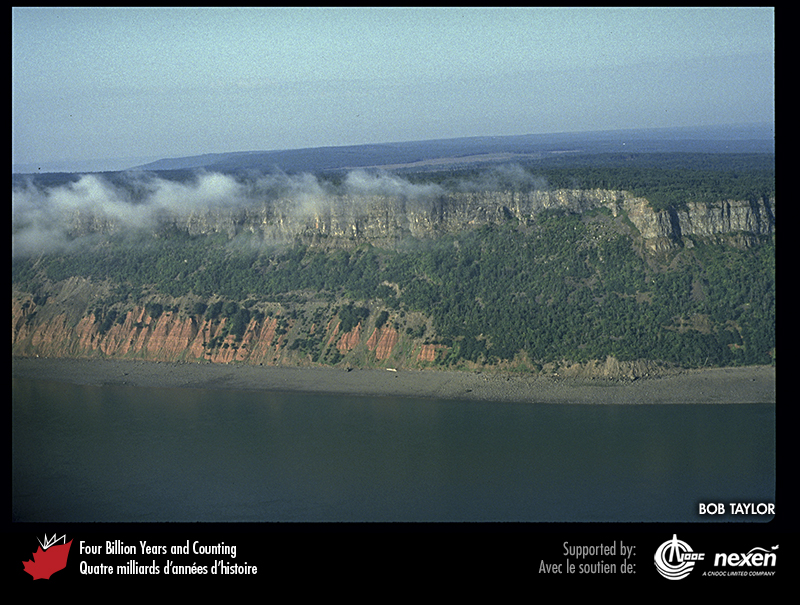 BOB TAYLOR
Four Billion Years and Counting
Quatre milliards d'années d'histoire
Supported by:
Avec le soutien de:
CNOOC
nexen
A CNOOC LIMITED COMPANY